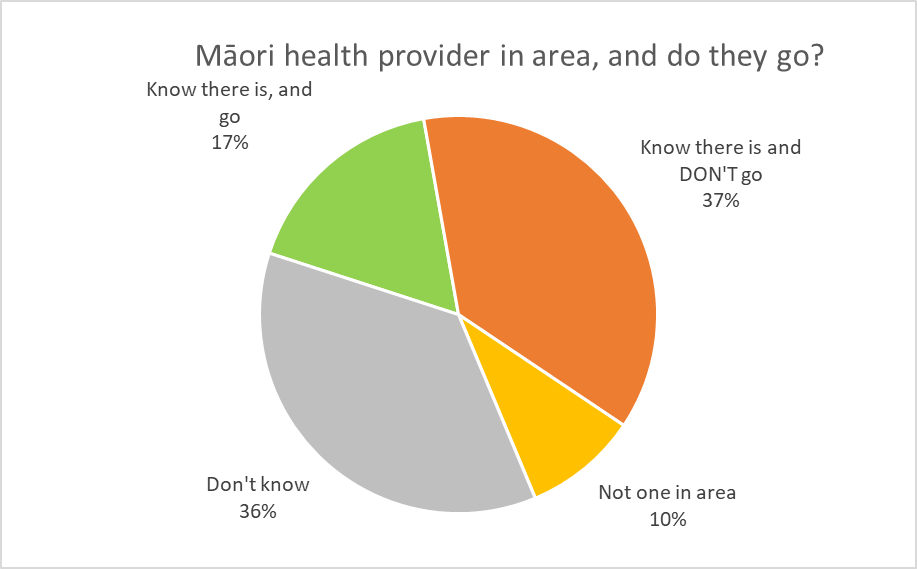 Māori health provider in area, and do they go?
Know there is, and
go
17%
Know there is and
DON'T go
37%
Don't know
36%
Not one in area
10%